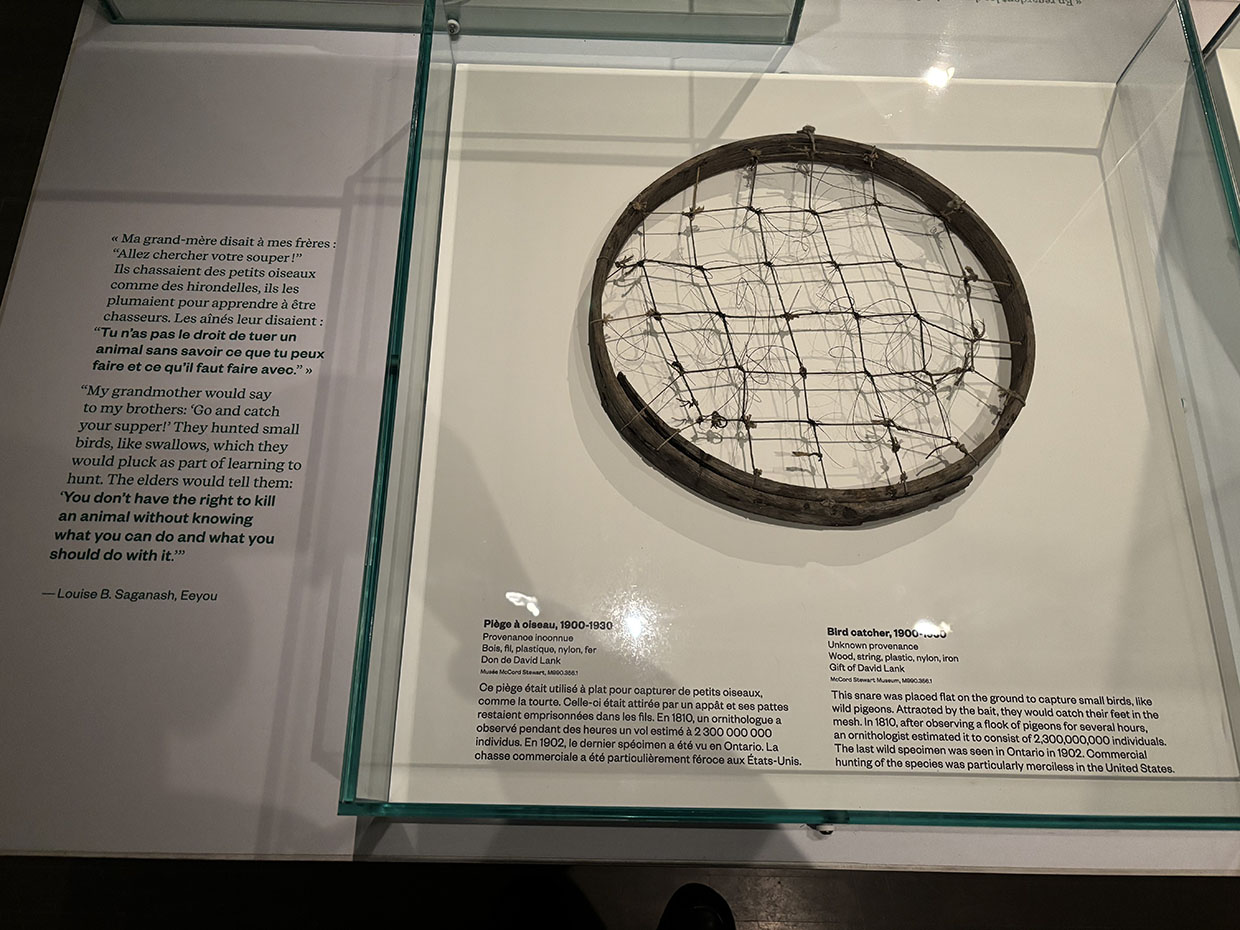 « Ma grand-mère disait à mes frères :
“Allez chercher votre souper !”
Ils chassaient des petits oiseaux
comme des hirondelles, ils les
plumaient pour apprendre à être
chasseurs. Les aînés leur disaient :
“Tu n’as pas le droit de tuer un
animal sans savoir ce que tu peux
faire et ce qu’il faut faire avec.” »
“My grandmother would say
to my brothers: ‘Go and catch
your supper!’ They hunted small
birds, like swallows, which they
would pluck as part of learning to
hunt. The elders would tell them:
‘You don’t have the right to kill
an animal without knowing
what you can do and what you
should do with it.’”
— Louise B. Saganash, Eeyou
Piège à oiseau, 1900-1930
Provenance inconnue
Bois, fil, plastique, nylon, fer
Don de David Lank
Musée McCord Stewart, M990.356.1
Ce piège était utilisé à plat pour capturer de petits oiseaux,
comme la tourte. Celle-ci était attirée par un appât et ses pattes
restaient emprisonnées dans les fils. En 1810, un ornithologue a
observé pendant des heures un vol estimé à 2 300 000 000
individus. En 1902, le dernier spécimen a été vu en Ontario. La
chasse commerciale a été particulièrement féroce aux États-Unis.
Bird catcher, 1900-1930
Unknown provenance
Wood, string, plastic, nylon, iron
Gift of David Lank
McCord Stewart Museum, M990.356.1
This snare was placed flat on the ground to capture small birds, like
wild pigeons. Attracted by the bait, they would catch their feet in the
mesh. In 1810, after observing a flock of pigeons for several hours,
an ornithologist estimated it to consist of 2,300,000,000 individuals.
The last wild specimen was seen in Ontario in 1902. Commercial
hunting of the species was particularly merciless in the United States.
« En regardant